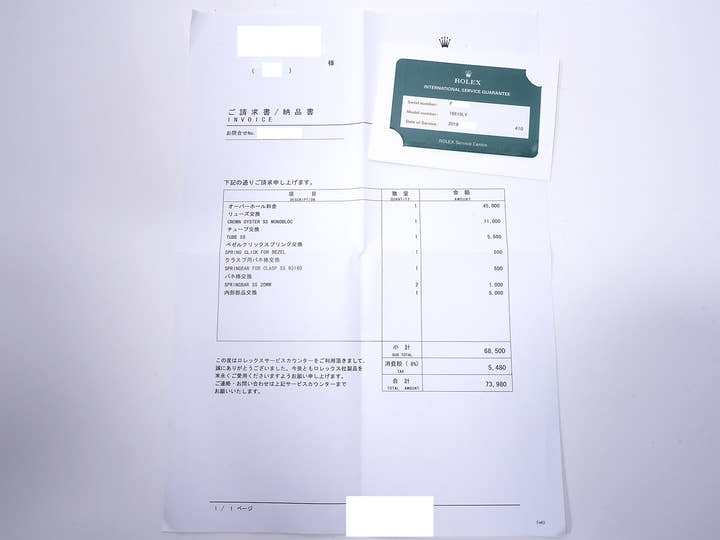 様
( )
ご請求書/納品書
INVOICE
お問合せNo.
ROLEX
INTERNATIONAL SERVICE GUARANTEE
Serial number: F
Model number: 16610LV
Date of Service: 2016
410
ROLEX Service Centre
下記の通りご請求申し上げます。
項 目 数 量 金 額
DESCRIPTION QUANTITY AMOUNT
オーバーホール料金 1 45,000
リューズ交換
CROWN OYSTER SS MONOBLOC 1 11,000
チューブ交換
TUBE SS 1 5,500
ベゼルクリックスプリング交換
SPRING CLICK FOR BEZEL 1 500
クラスプ用バネ棒交換
SPRINGBAR FOR CLASP SS 93160 1 500
バネ棒交換
SPRINGBAR SS 20MM 2 1,000
内部部品交換 1 5,000
小 計 68,500
SUB TOTAL
消費税 ( 8%) 5,480
TAX
合 計 73,980
TOTAL AMOUNT
この度はロレックスサービスカウンターをご利用頂きまして、
誠にありがとうございました。今後ともロレックス社製品を
末永くご愛用くださいますようお願い申し上げます。
ご連絡・お問い合わせは上記サービスカウンターまで
お願いいたします。
1 / 1 ページ